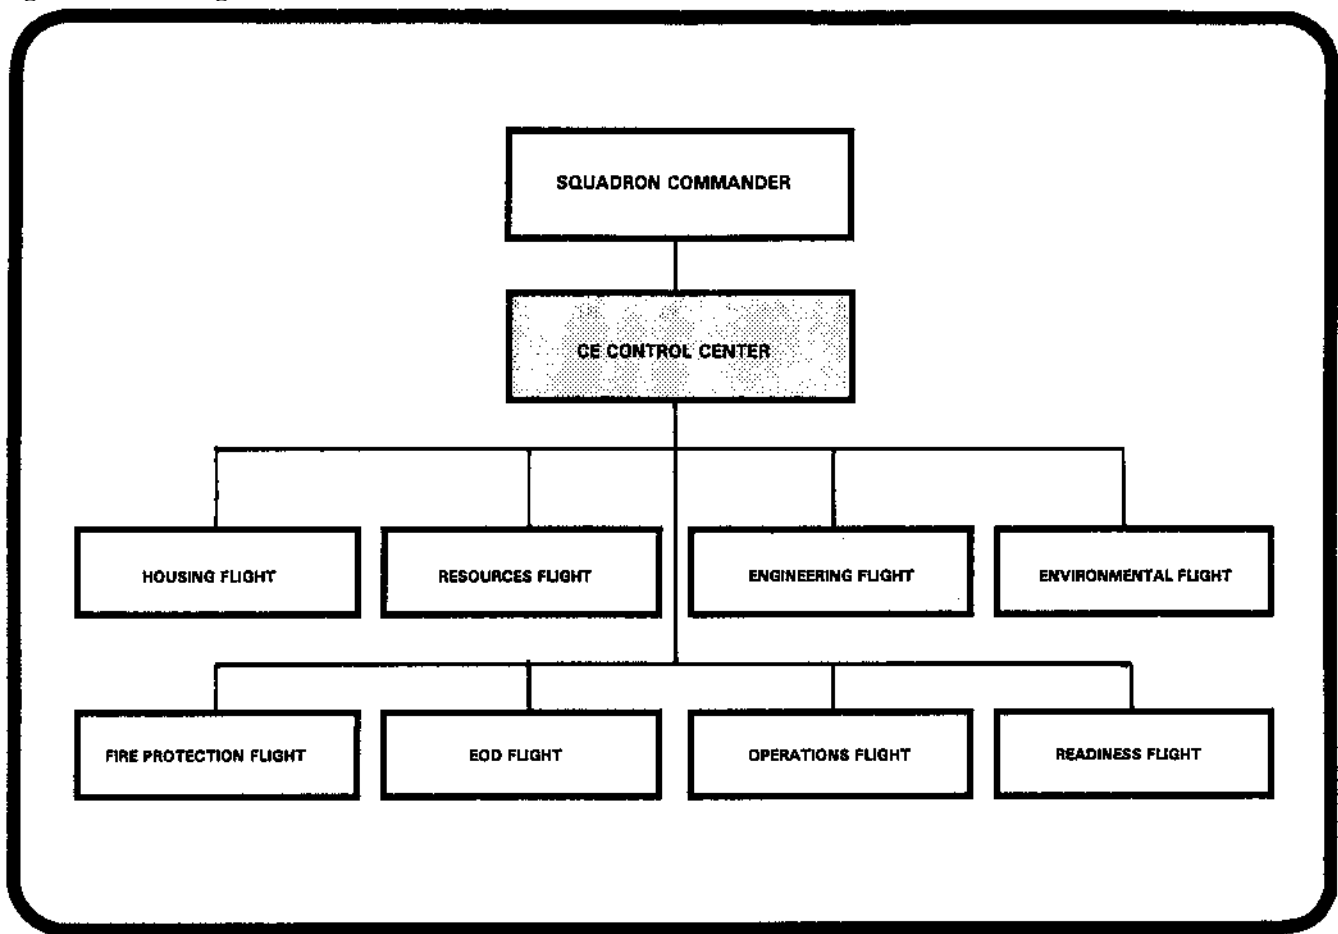 SQUADRON COMMANDER
CE CONTROL CENTER
HOUSING FLIGHT
RESOURCES FLIGHT
ENGINEERING FLIGHT
ENVIRONMENTAL FLIGHT
FIRE PROTECTION FLIGHT
EOD FLIGHT
OPERATIONS FLIGHT
READINESS FLIGHT